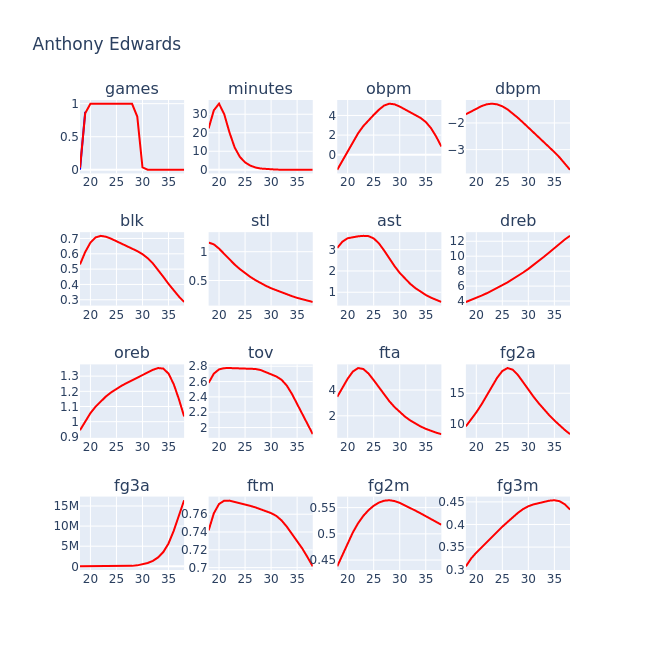 Anthony Edwards
games minutes obpm dbpm
1 0.5 0 30 20 10 0 4 2 0 −2 −3
20 25 30 35 20 25 30 35 20 25 30 35 20 25 30 35
blk stl ast dreb
0.7 0.6 0.5 0.4 0.3 1 0.5 3 2 1 12 10 8 6 4
20 25 30 35 20 25 30 35 20 25 30 35 20 25 30 35
oreb tov fta fg2a
1.3 1.2 1.1 1 0.9 2.8 2.6 2.4 2.2 2 4 2 15 10
20 25 30 35 20 25 30 35 20 25 30 35 20 25 30 35
fg3a ftm fg2m fg3m
15M 10M 5M 0 0.76 0.74 0.72 0.7 0.55 0.5 0.45 0.45 0.4 0.35 0.3
20 25 30 35 20 25 30 35 20 25 30 35 20 25 30 35